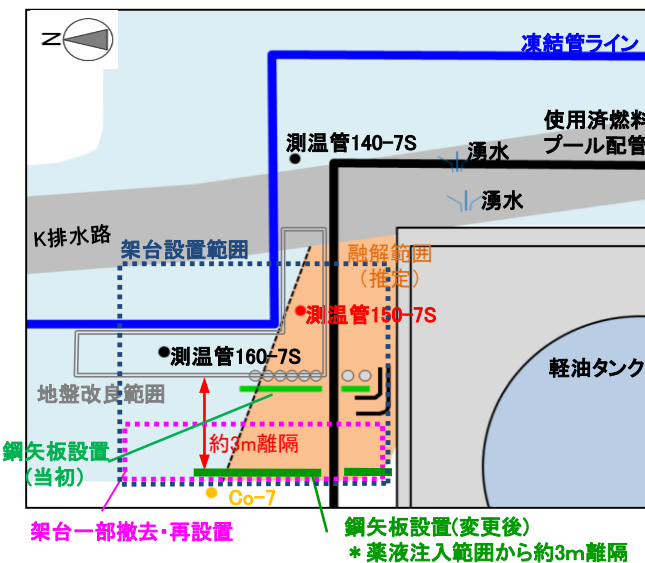 N
凍結管ライン
使用済燃料
プール配管
測温管140-7S
湧水
湧水
K排水路
架台設置範囲
融解範囲
（推定）
測温管150-7S
測温管160-7S
軽油タンク
地盤改良範囲
鋼矢板設置
（当初）
約3m離隔
Co-7
架台一部撤去・再設置
鋼矢板設置(変更後)
＊薬液注入範囲から約3m離隔